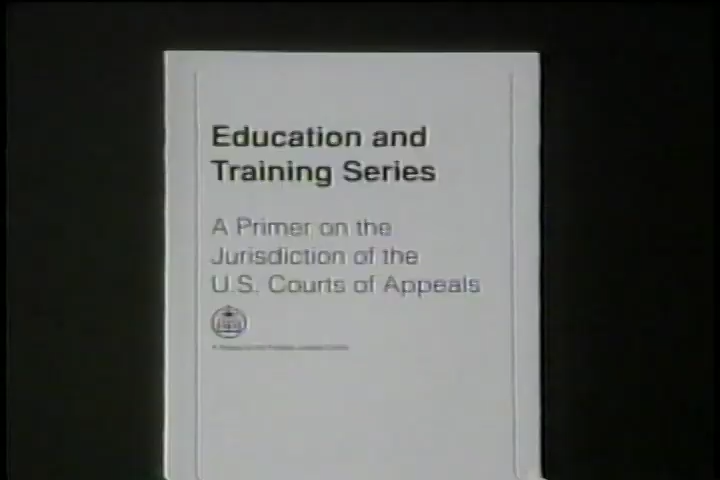 Education and
Training Series
A Primer on the
Jurisdiction of the
U.S. Courts of Appeals